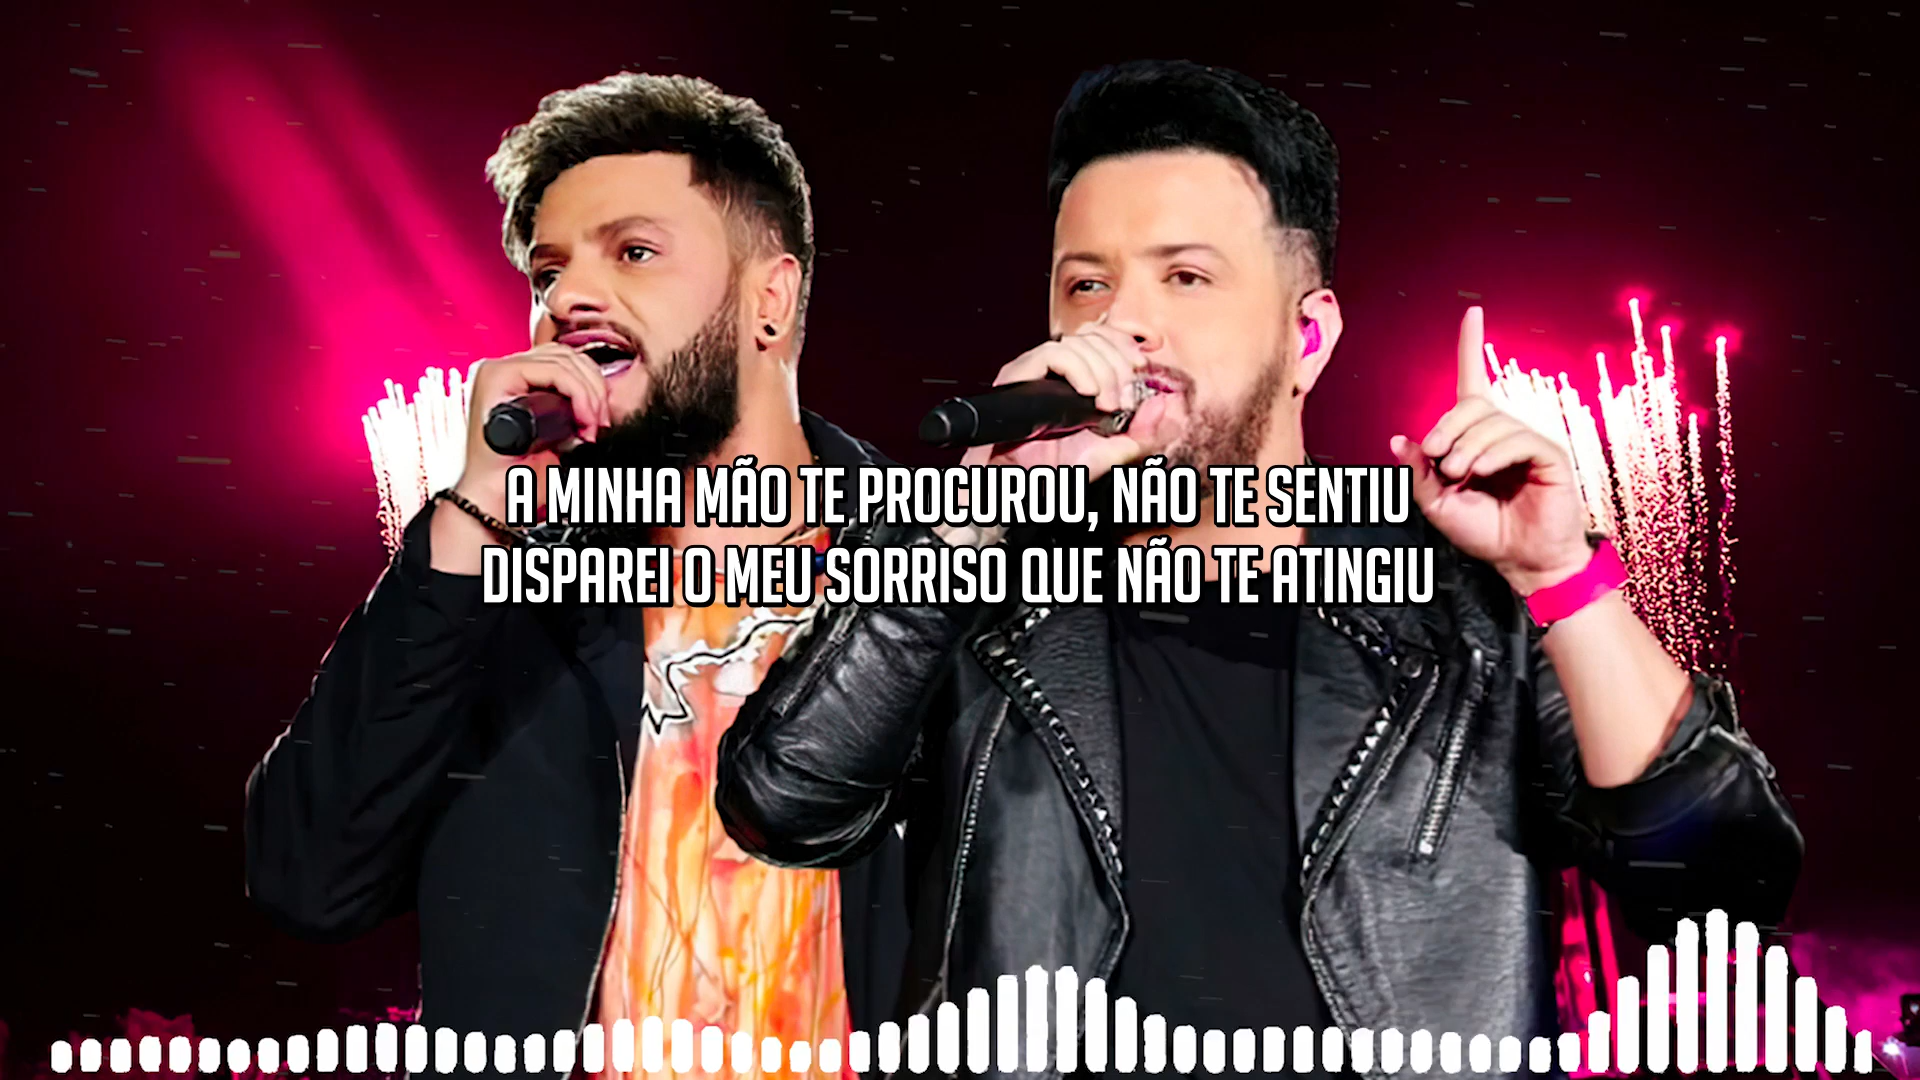 A MINHA MÃO TE PROCUROU, NÃO TE SENTIU
DISPAREI O MEU SORRISO QUE NÃO TE ATINGIU